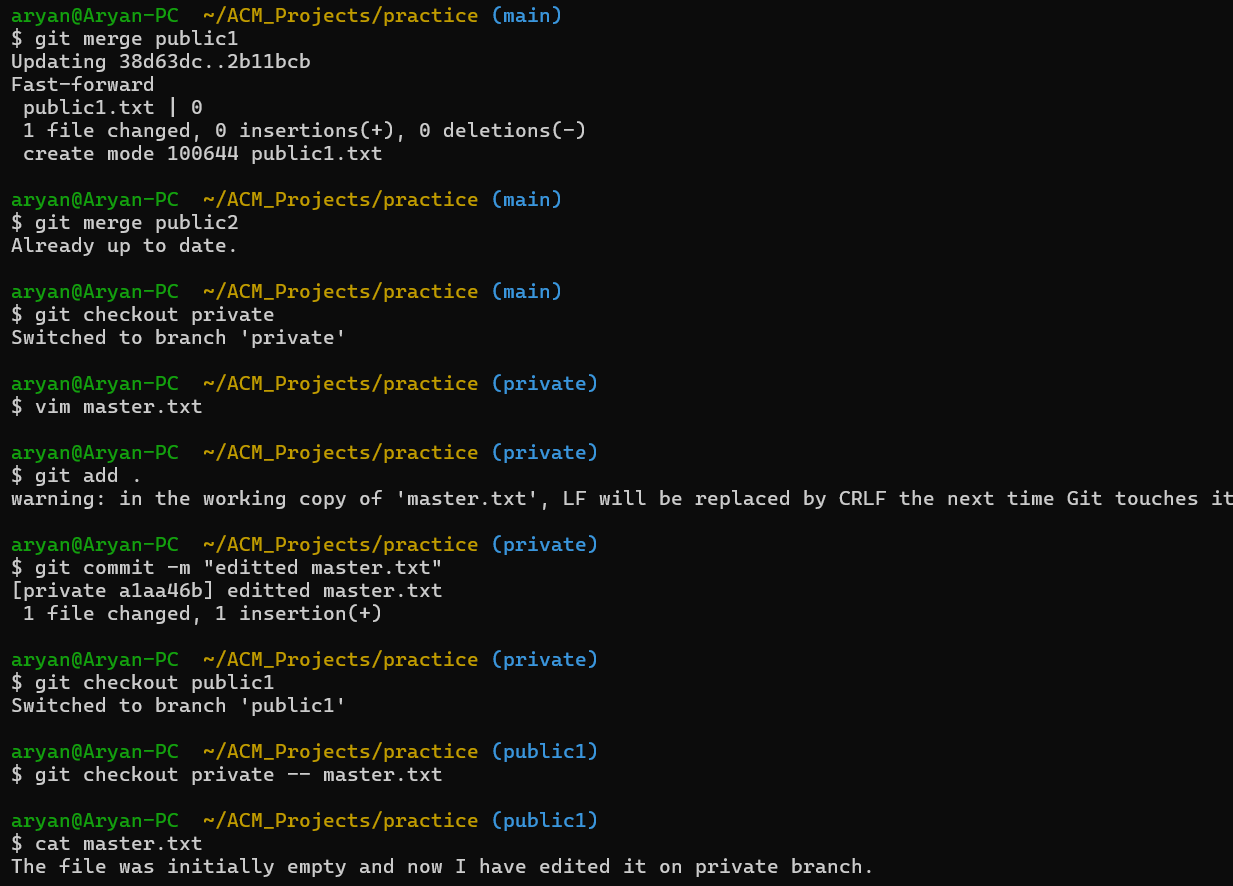 aryan@Aryan-PC  ~/ACM_Projects/practice (main)
$ git merge public1
Updating 38d63dc..2b11bcb
Fast-forward
 public1.txt | 0
 1 file changed, 0 insertions(+), 0 deletions(-)
 create mode 100644 public1.txt

aryan@Aryan-PC  ~/ACM_Projects/practice (main)
$ git merge public2
Already up to date.

aryan@Aryan-PC  ~/ACM_Projects/practice (main)
$ git checkout private
Switched to branch 'private'

aryan@Aryan-PC  ~/ACM_Projects/practice (private)
$ vim master.txt

aryan@Aryan-PC  ~/ACM_Projects/practice (private)
$ git add .
warning: in the working copy of 'master.txt', LF will be replaced by CRLF the next time Git touches it

aryan@Aryan-PC  ~/ACM_Projects/practice (private)
$ git commit -m "editted master.txt"
[private a1aa46b] editted master.txt
 1 file changed, 1 insertion(+)

aryan@Aryan-PC  ~/ACM_Projects/practice (private)
$ git checkout public1
Switched to branch 'public1'

aryan@Aryan-PC  ~/ACM_Projects/practice (public1)
$ git checkout private -- master.txt

aryan@Aryan-PC  ~/ACM_Projects/practice (public1)
$ cat master.txt
The file was initially empty and now I have edited it on private branch.